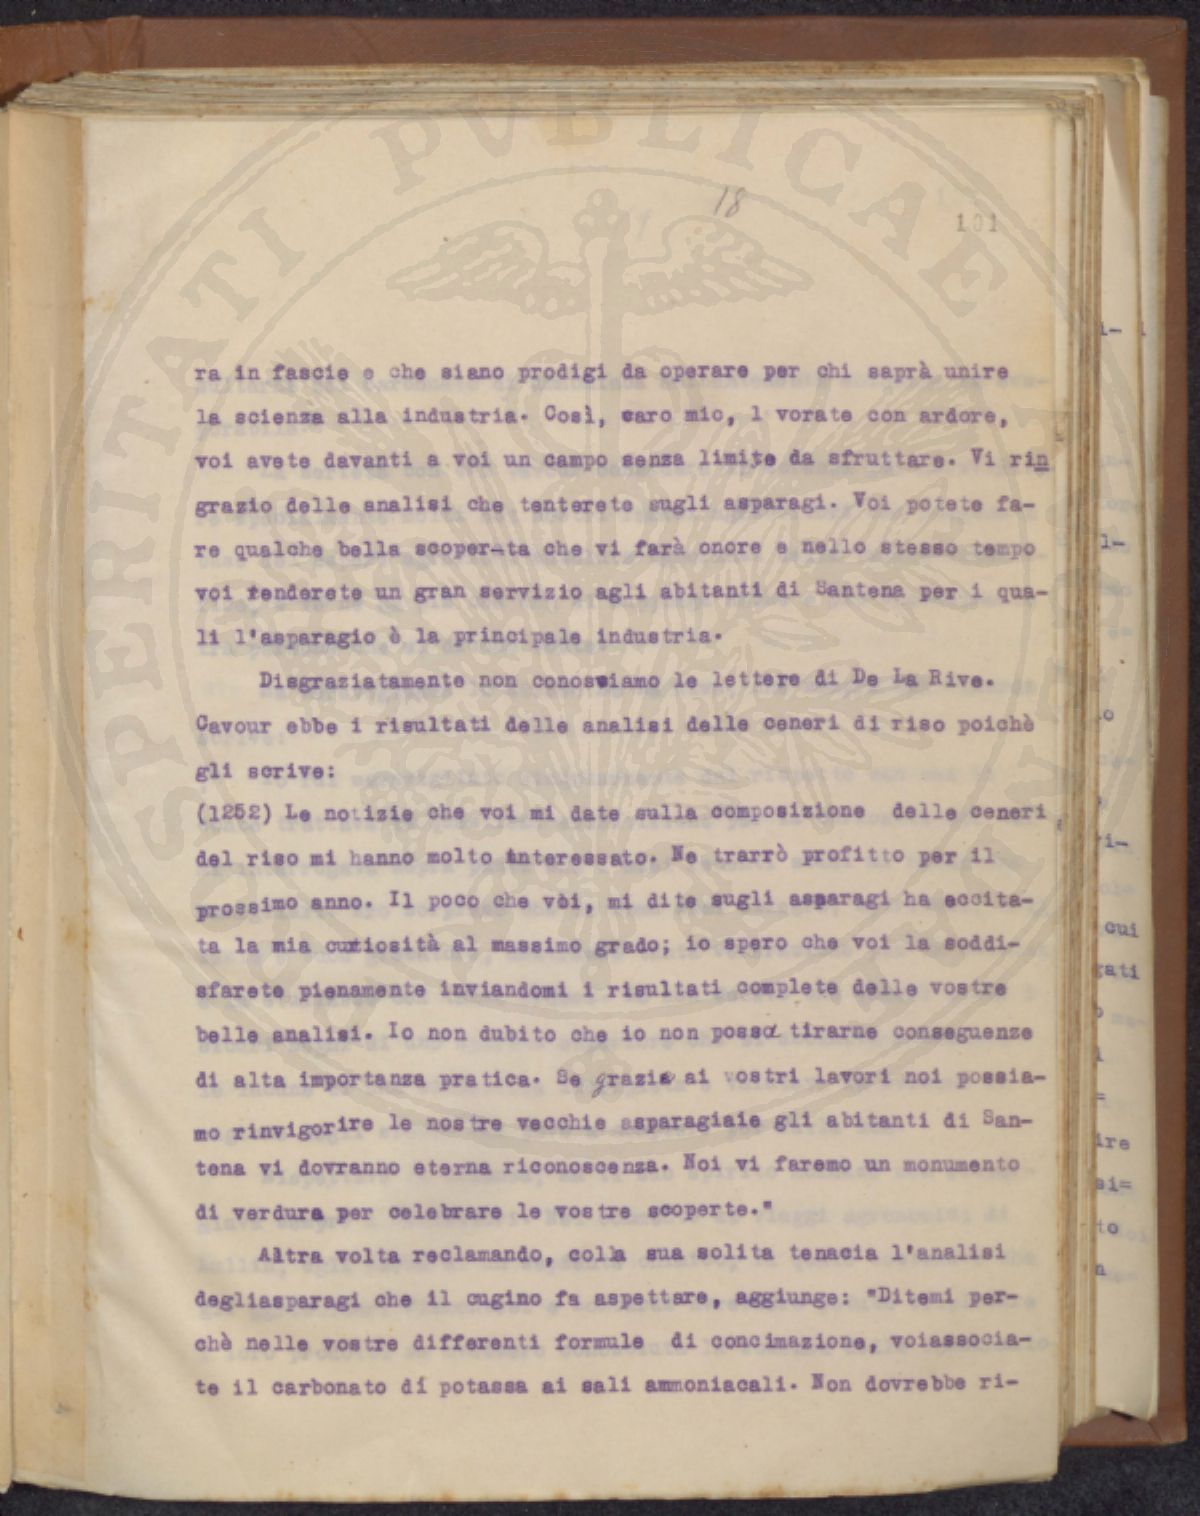 SPERITATI PVBLICAE
18
101
ra in fascie e che siano prodigi da operare per chi saprà unire
la scienza alla industria. Così, caro mio, l vorate con ardore,
voi avete davanti a voi un campo senza limite da sfruttare. Vi rin
grazio delle analisi che tenterete sugli asparagi. Voi potete fa-
re qualche bella scoper-ta che vi farà onore e nello stesso tempo
voi renderete un gran servizio agli abitanti di Santena per i qua-
li l'asparagio è la principale industria.
Disgraziatamente non conosciamo le lettere di De La Rive.
Cavour ebbe i risultati delle analisi delle ceneri di riso poichè
gli scrive:
(1252) Le notizie che voi mi date sulla composizione delle ceneri
del riso mi hanno molto interessato. Ne trarrò profitto per il
prossimo anno. Il poco che vòi, mi dite sugli asparagi ha eccita-
ta la mia curiosità al massimo grado; io spero che voi la soddi-
sfarete pienamente inviandomi i risultati complete delle vostre
belle analisi. Io non dubito che io non possa tirarne conseguenze
di alta importanza pratica. Se grazie ai vostri lavori noi possia-
mo rinvigorire le nostre vecchie asparagiaie gli abitanti di San-
tena vi dovranno eterna riconoscenza. Noi vi faremo un monumento
di verdura per celebrare le vostre scoperte."
Altra volta reclamando, colla sua solita tenacia l'analisi
degliasparagi che il cugino fa aspettare, aggiunge: "Ditemi per-
chè nelle vostre differenti formule di concimazione, voiassocia-
te il carbonato di potassa ai sali ammoniacali. Non dovrebbe ri-
i-
l-
cui
gati
ire
si=
to